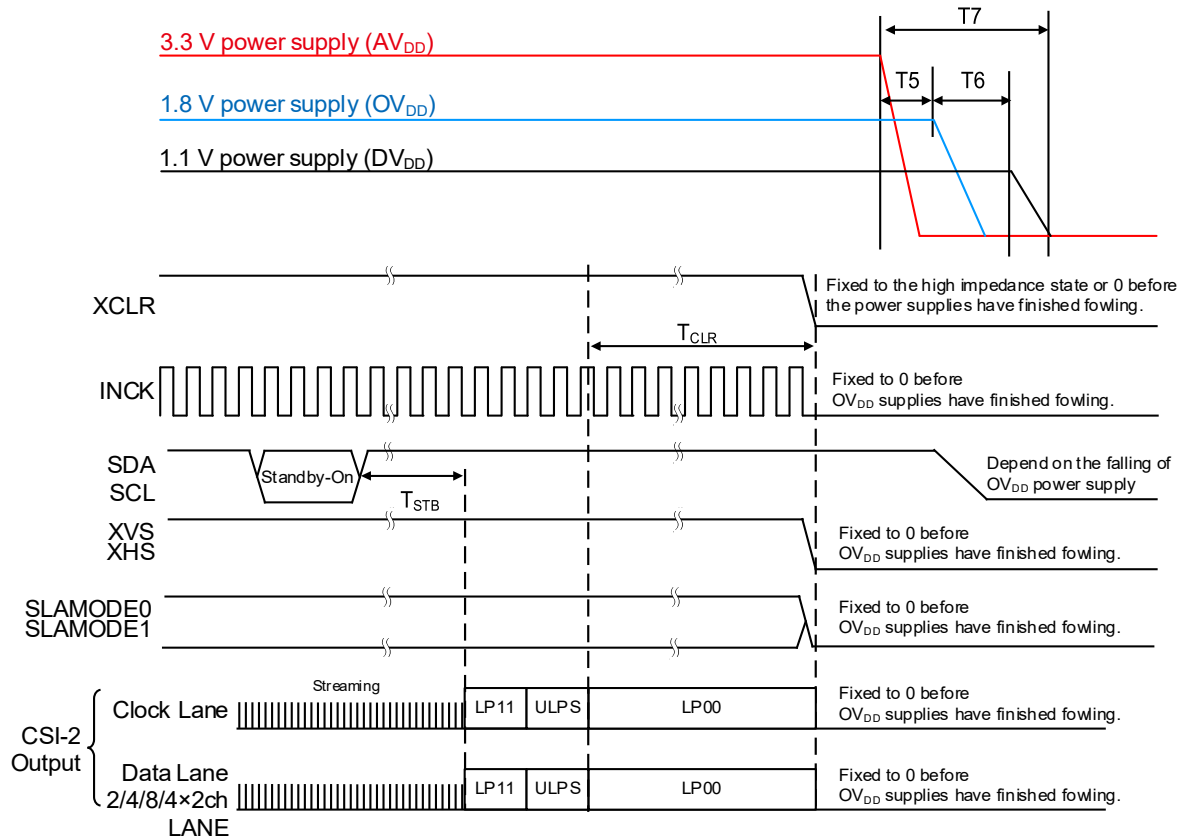 T7
3.3 V power supply (AVDD)
T5
T6
1.8 V power supply (OVDD)
1.1 V power supply (DVDD)
XCLR
Fixed to the high impedance state or 0 before
the power supplies have finished fowling.
TCLR
INCK
Fixed to 0 before
OVDD supplies have finished fowling.
SDA
SCL
Standby-On
TSTB
Depend on the falling of
OVDD power supply
XVS
XHS
Fixed to 0 before
OVDD supplies have finished fowling.
SLAMODE0
SLAMODE1
Fixed to 0 before
OVDD supplies have finished fowling.
CSI-2
Output
Streaming
Clock Lane
LP11
ULPS
LP00
Fixed to 0 before
OVDD supplies have finished fowling.
Data Lane
2/4/8/4×2ch
LANE
LP11
ULPS
LP00
Fixed to 0 before
OVDD supplies have finished fowling.